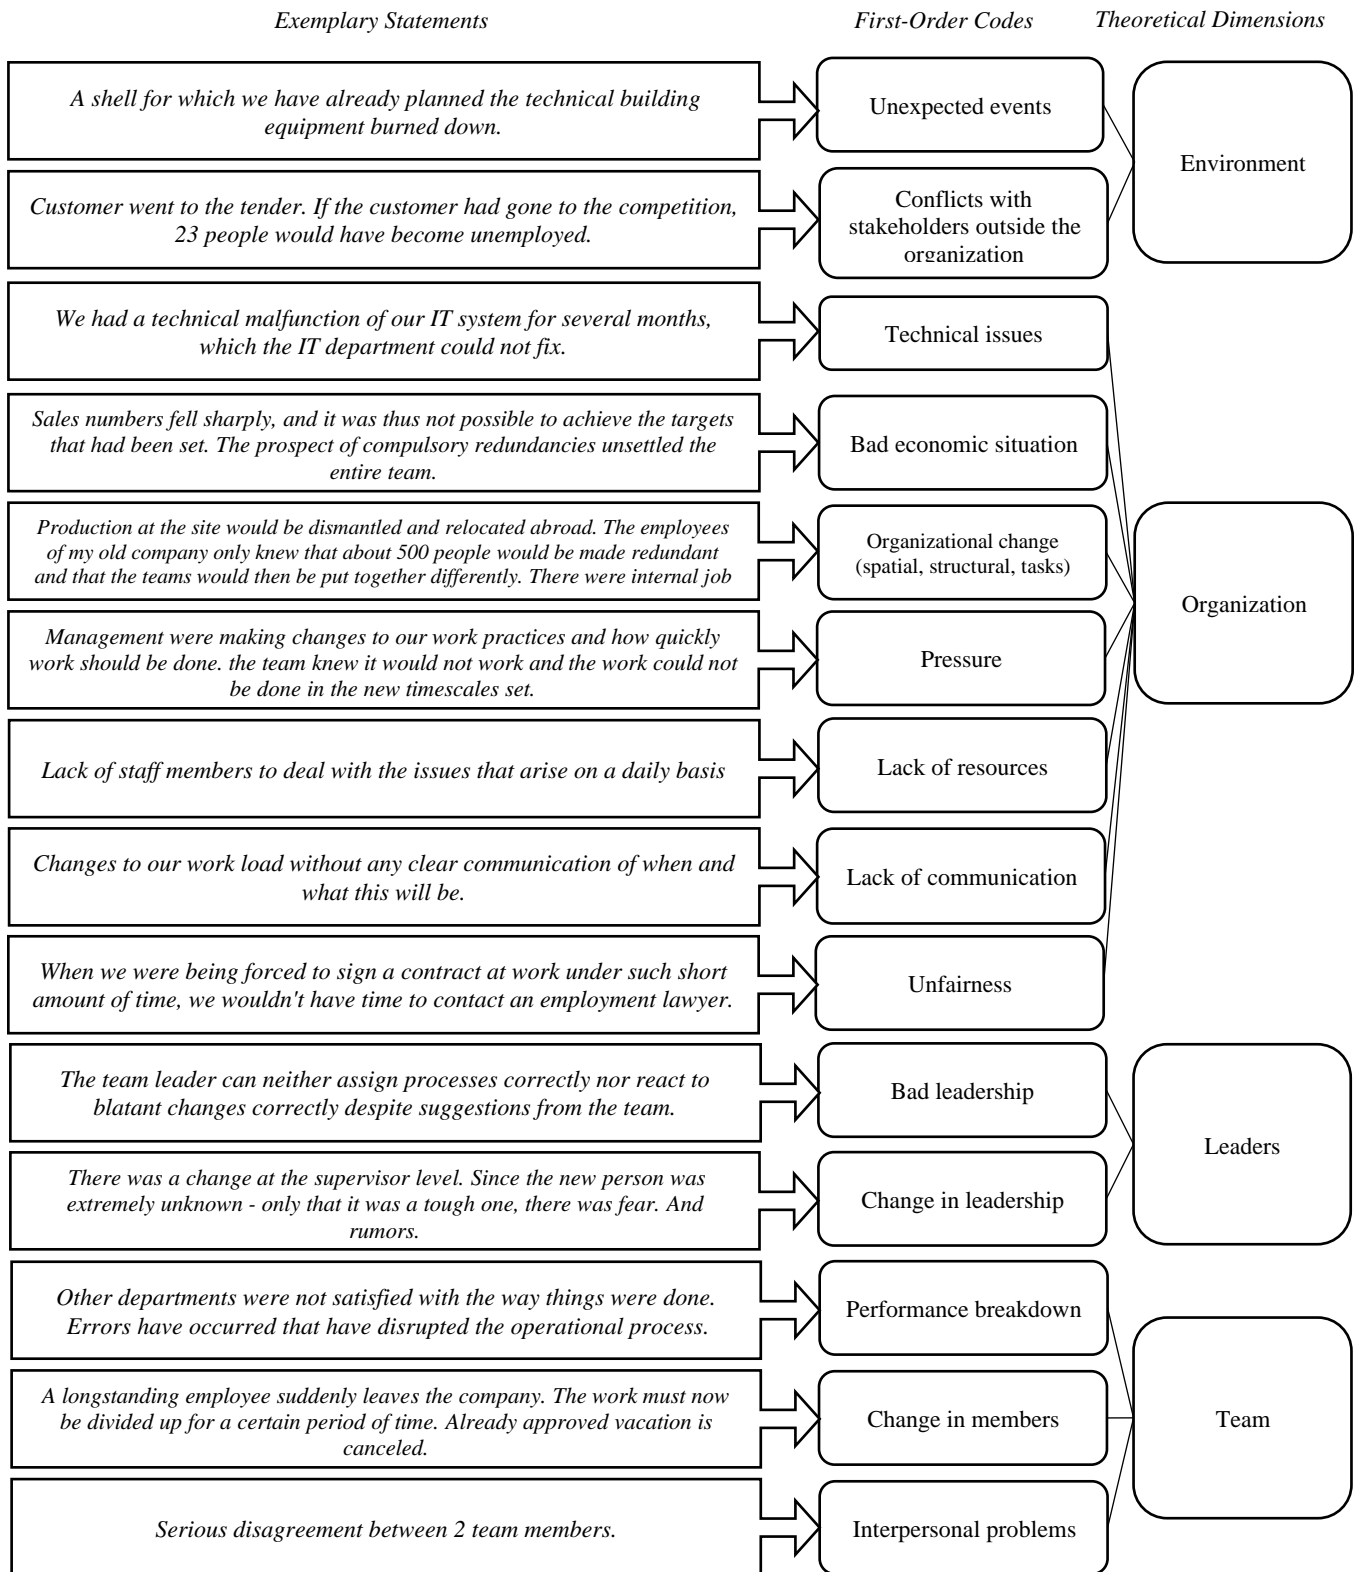 Exemplary Statements
First-Order Codes
Theoretical Dimensions
A shell for which we have already planned the technical building
equipment burned down.
Unexpected events
Environment
Customer went to the tender. If the customer had gone to the competition,
23 people would have become unemployed.
Conflicts with
stakeholders outside the
organization
We had a technical malfunction of our IT system for several months,
which the IT department could not fix.
Technical issues
Sales numbers fell sharply, and it was thus not possible to achieve the targets
that had been set. The prospect of compulsory redundancies unsettled the
entire team.
Bad economic situation
Production at the site would be dismantled and relocated abroad. The employees
of my old company only knew that about 500 people would be made redundant
and that the teams would then be put together differently. There were internal job
Organizational change
(spatial, structural, tasks)
Organization
Management were making changes to our work practices and how quickly
work should be done. the team knew it would not work and the work could not
be done in the new timescales set.
Pressure
Lack of staff members to deal with the issues that arise on a daily basis
Lack of resources
Changes to our work load without any clear communication of when and
what this will be.
Lack of communication
When we were being forced to sign a contract at work under such short
amount of time, we wouldn't have time to contact an employment lawyer.
Unfairness
The team leader can neither assign processes correctly nor react to
blatant changes correctly despite suggestions from the team.
Bad leadership
Leaders
There was a change at the supervisor level. Since the new person was
extremely unknown - only that it was a tough one, there was fear. And
rumors.
Change in leadership
Other departments were not satisfied with the way things were done.
Errors have occurred that have disrupted the operational process.
Performance breakdown
A longstanding employee suddenly leaves the company. The work must now
be divided up for a certain period of time. Already approved vacation is
canceled.
Change in members
Team
Serious disagreement between 2 team members.
Interpersonal problems